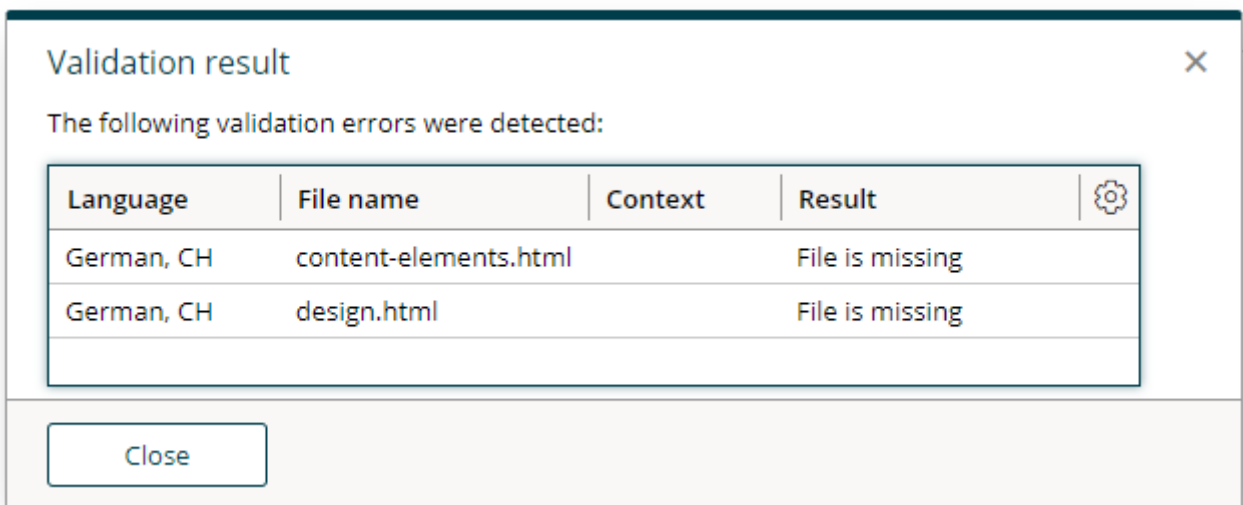 Validation result
The following validation errors were detected:
Language File name Context Result
German, CH content-elements.html File is missing
German, CH design.html File is missing
Close